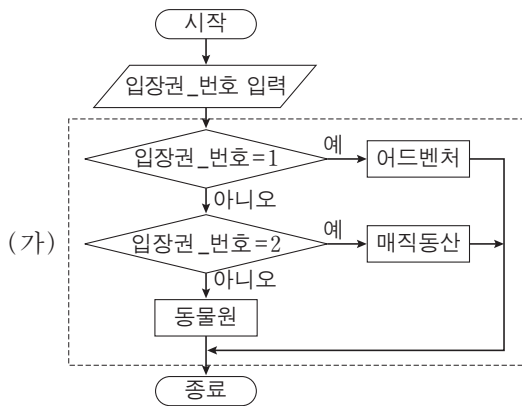 시작
입장권_번호 입력
입장권_번호=1
예
어드벤처
아니오
(가)
입장권_번호=2
예
매직동산
아니오
동물원
종료